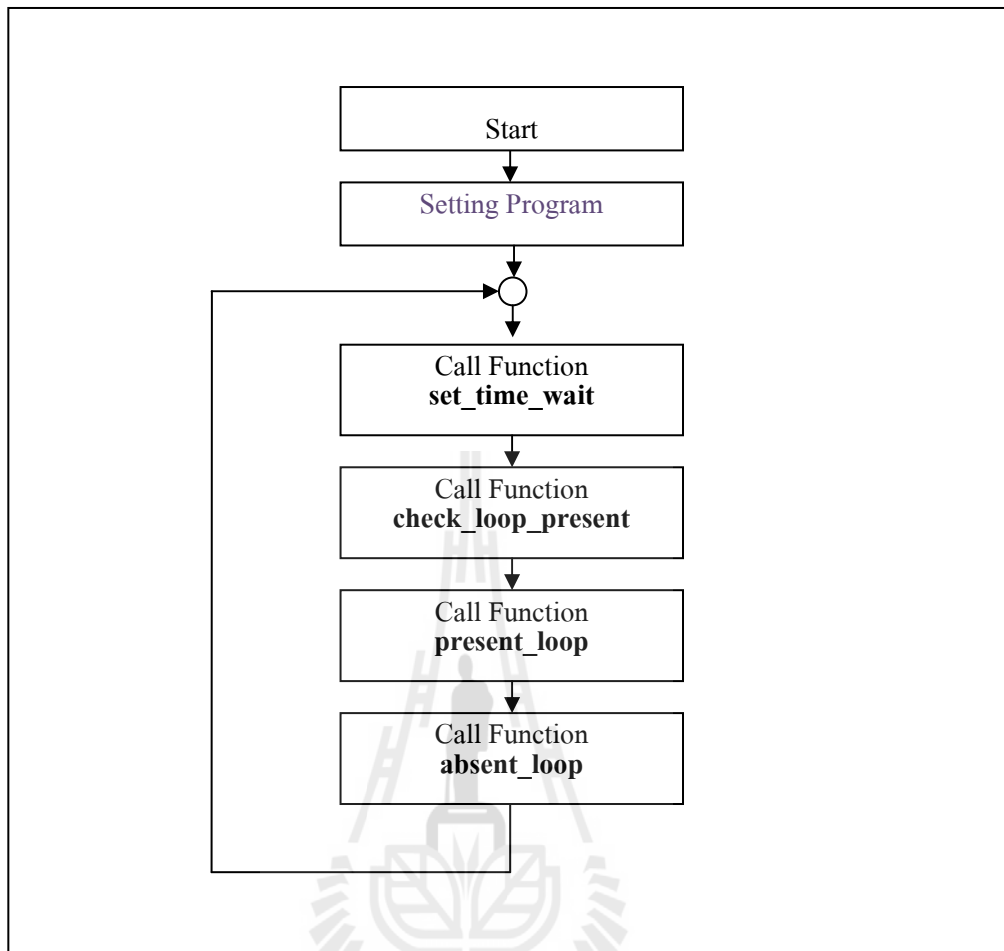 Start
Setting Program
Call Function
set_time_wait
Call Function
check_loop_present
Call Function
present_loop
Call Function
absent_loop